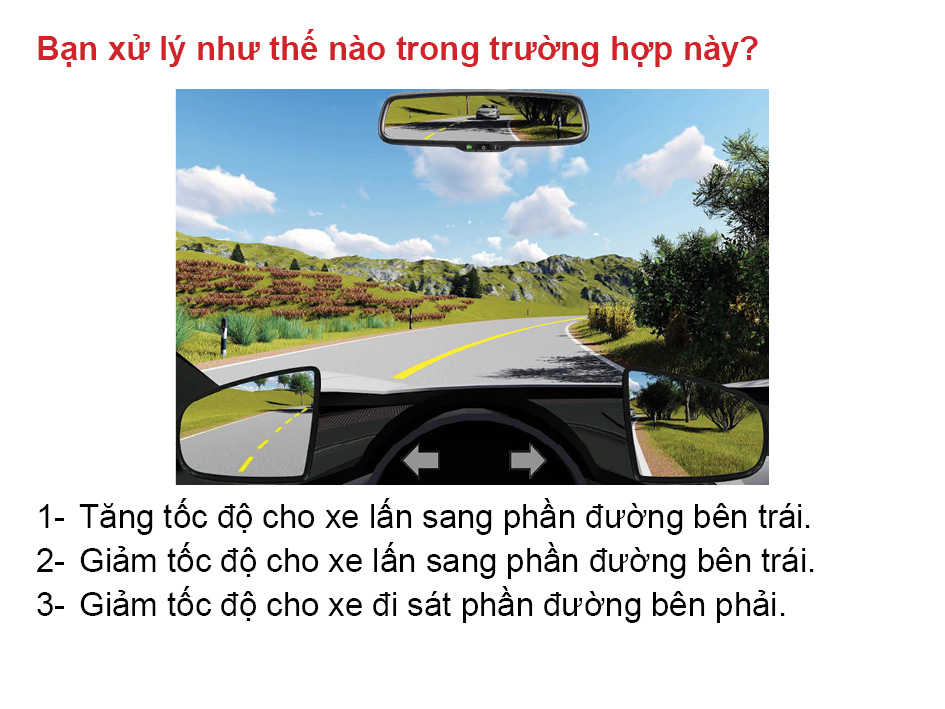 Bạn xử lý như thế nào trong trường hợp này?
1- Tăng tốc độ cho xe lấn sang phần đường bên trái.
2- Giảm tốc độ cho xe lấn sang phần đường bên trái.
3- Giảm tốc độ cho xe đi sát phần đường bên phải.